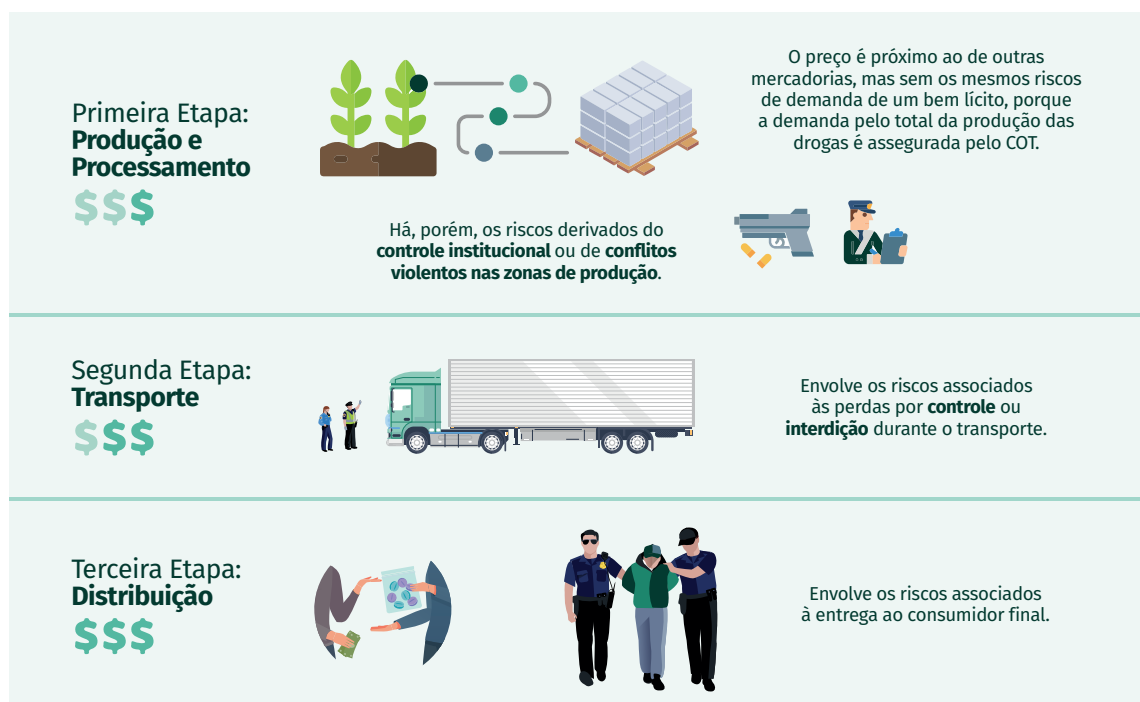 Primeira Etapa:
Produção e
Processamento
$$$
O preço é próximo ao de outras
mercadorias, mas sem os mesmos riscos
de demanda de um bem lícito, porque
a demanda pelo total da produção das
drogas é assegurada pelo COT.
Há, porém, os riscos derivados do
controle institucional ou de conflitos
violentos nas zonas de produção.
Segunda Etapa:
Transporte
$$$
Envolve os riscos associados
às perdas por controle ou
interdição durante o transporte.
Terceira Etapa:
Distribuição
$$$
Envolve os riscos associados
à entrega ao consumidor final.